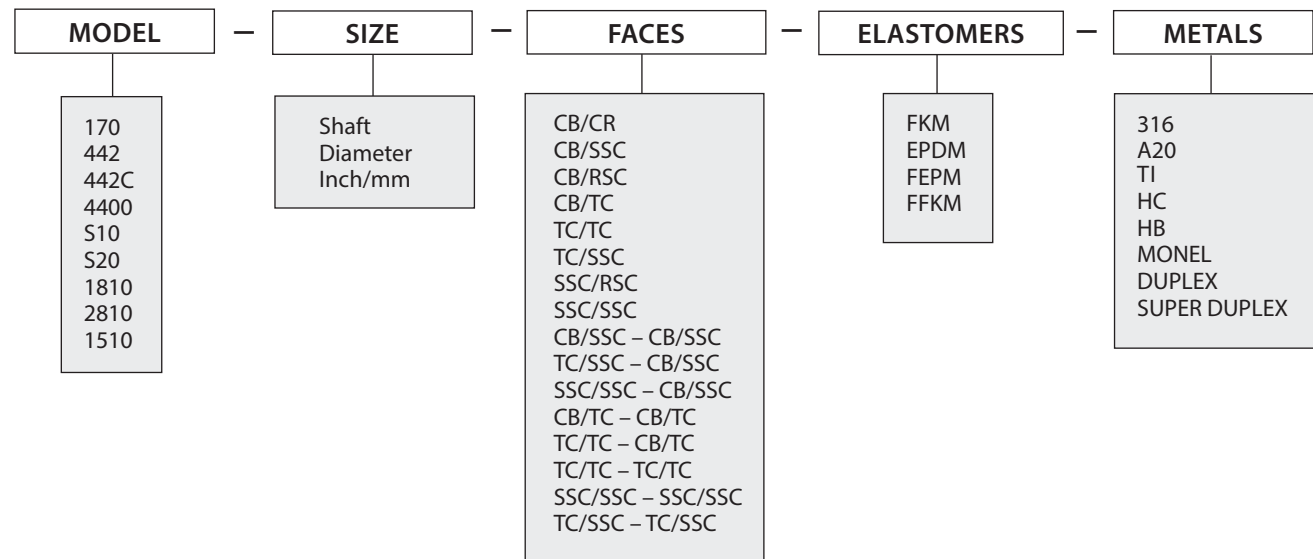 MODEL – SIZE – FACES – ELASTOMERS – METALS
170
442
442C
4400
S10
S20
1810
2810
1510
Shaft
Diameter
Inch/mm
CB/CR
CB/SSC
CB/RSC
CB/TC
TC/TC
TC/SSC
SSC/RSC
SSC/SSC
CB/SSC – CB/SSC
TC/SSC – CB/SSC
SSC/SSC – CB/SSC
CB/TC – CB/TC
TC/TC – CB/TC
TC/TC – TC/TC
SSC/SSC – SSC/SSC
TC/SSC – TC/SSC
FKM
EPDM
FEPM
FFKM
316
A20
TI
HC
HB
MONEL
DUPLEX
SUPER DUPLEX